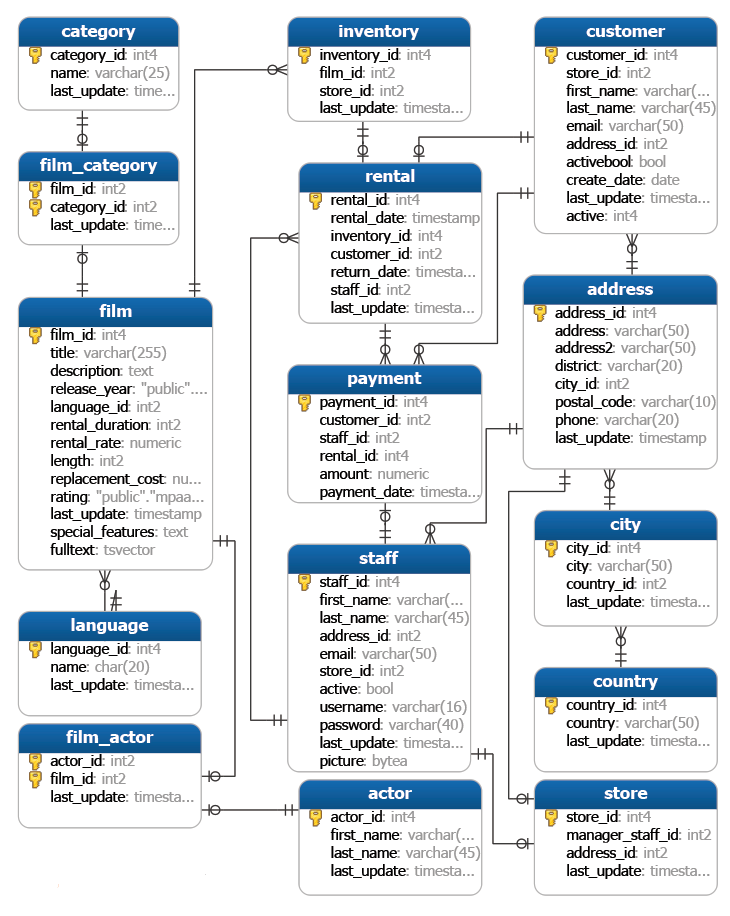 category
category_id: int4
name: varchar(25)
last_update: time...
film_category
film_id: int2
category_id: int2
last_update: time...
film
film_id: int4
title: varchar(255)
description: text
release_year: "public"....
language_id: int2
rental_duration: int2
rental_rate: numeric
length: int2
replacement_cost: nu...
rating: "public"."mpaa...
last_update: timestamp
special_features: text
fulltext: tsvector
language
language_id: int4
name: char(20)
last_update: timesta...
film_actor
actor_id: int2
film_id: int2
last_update: timesta...
inventory
inventory_id: int4
film_id: int2
store_id: int2
last_update: timesta...
rental
rental_id: int4
rental_date: timestamp
inventory_id: int4
customer_id: int2
return_date: timesta...
staff_id: int2
last_update: timesta...
payment
payment_id: int4
customer_id: int2
staff_id: int2
rental_id: int4
amount: numeric
payment_date: timesta...
staff
staff_id: int4
first_name: varchar(...
last_name: varchar(45)
address_id: int2
email: varchar(50)
store_id: int2
active: bool
username: varchar(16)
password: varchar(40)
last_update: timesta...
picture: bytea
actor
actor_id: int4
first_name: varchar(...
last_name: varchar(45)
last_update: timesta...
customer
customer_id: int4
store_id: int2
first_name: varchar(...
last_name: varchar(45)
email: varchar(50)
address_id: int2
activebool: bool
create_date: date
last_update: timesta...
active: int4
address
address_id: int4
address: varchar(50)
address2: varchar(50)
district: varchar(20)
city_id: int2
postal_code: varchar(10)
phone: varchar(20)
last_update: timestamp
city
city_id: int4
city: varchar(50)
country_id: int2
last_update: timesta...
country
country_id: int4
country: varchar(50)
last_update: timesta...
store
store_id: int4
manager_staff_id: int2
address_id: int2
last_update: timesta...